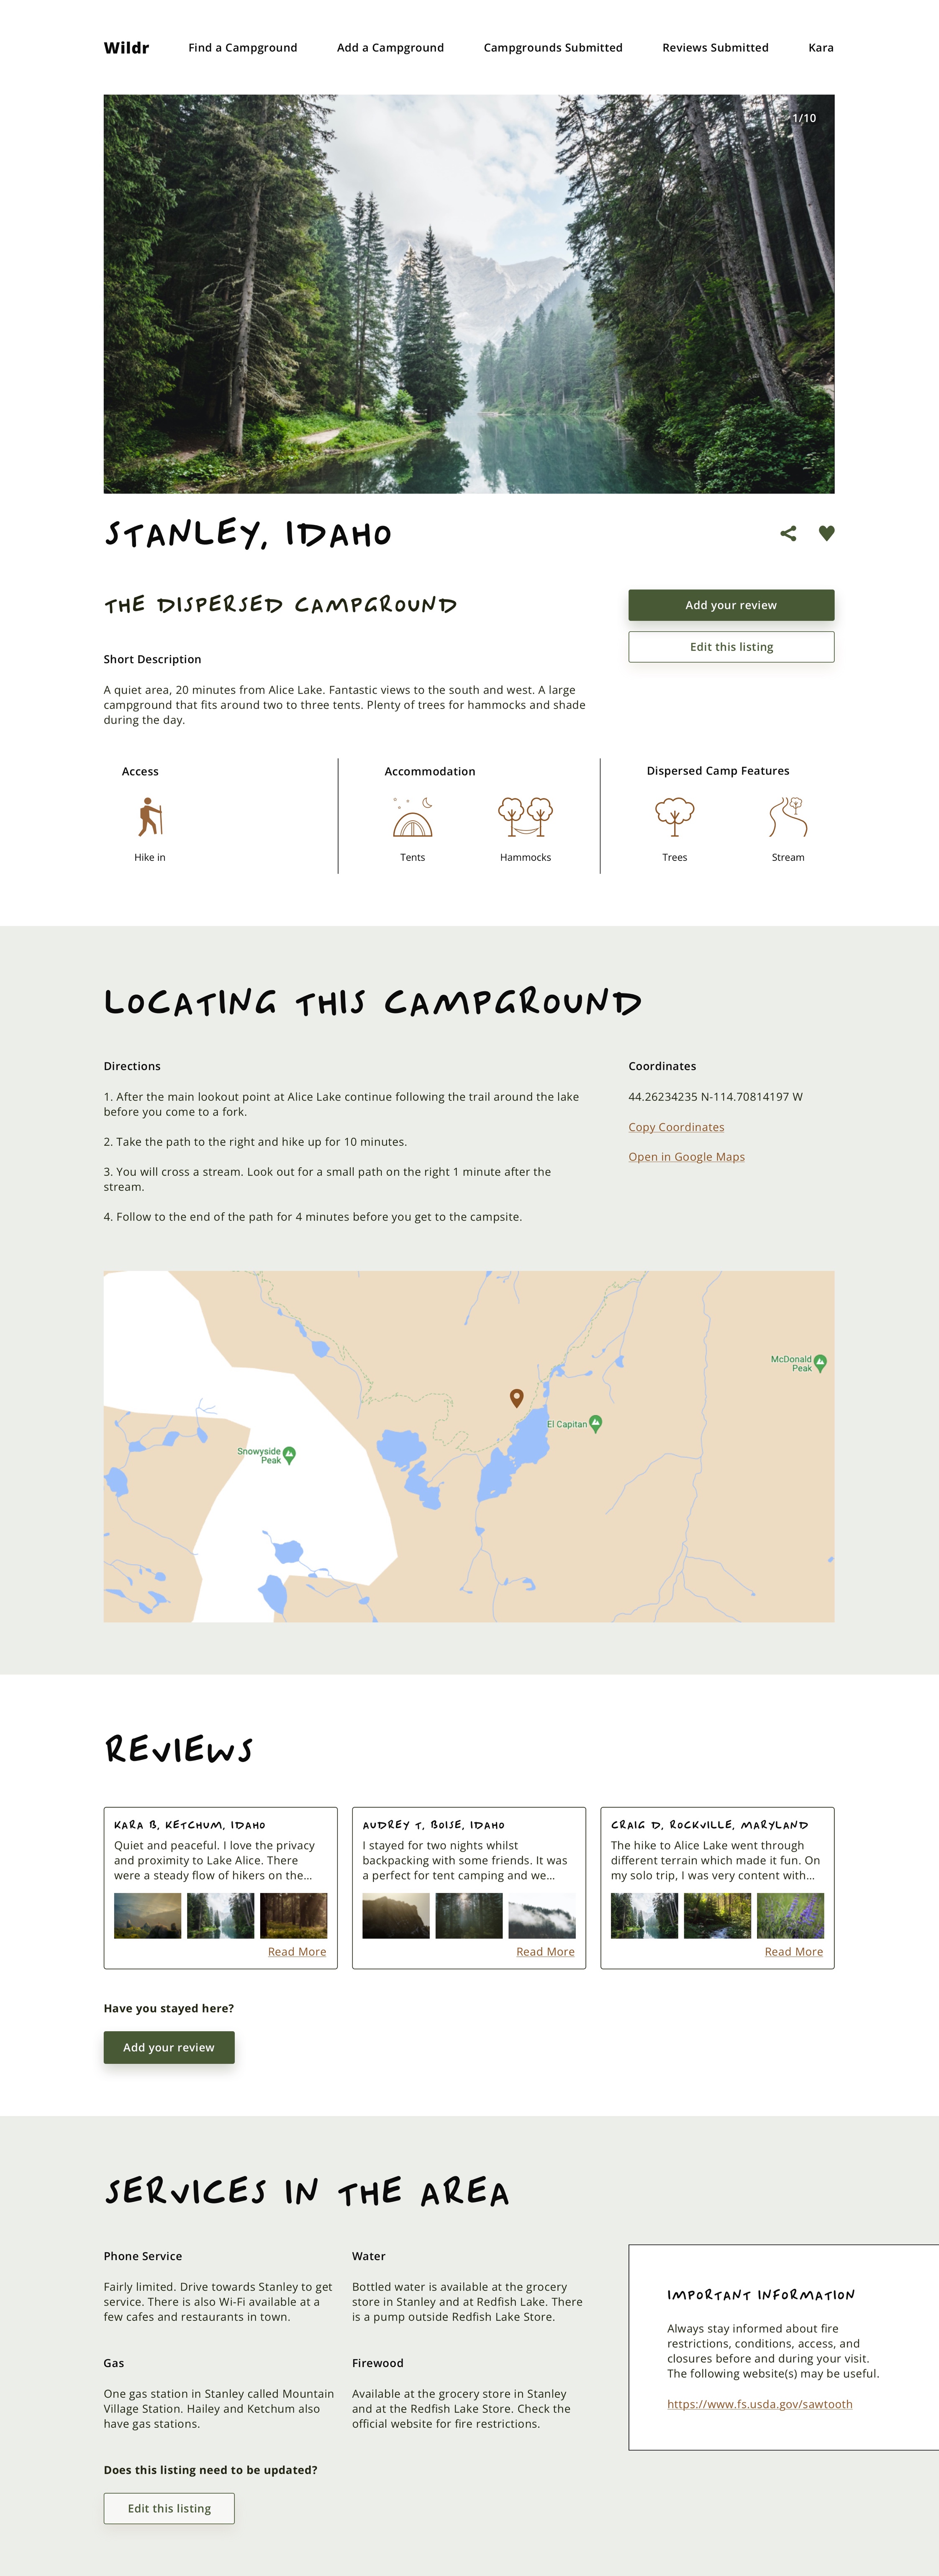 Wildr
Find a Campground
Add a Campground
Campgrounds Submitted
Reviews Submitted
Kara
1/10
STANLEY, IDAHO
THE DISPERSED CAMPGROUND
Add your review
Edit this listing
Short Description
A quiet area, 20 minutes from Alice Lake. Fantastic views to the south and west. A large
campground that fits around two to three tents. Plenty of trees for hammocks and shade
during the day.
Access
Hike in
Accommodation
Tents
Hammocks
Dispersed Camp Features
Trees
Stream
LOCATING THIS CAMPGROUND
Directions
1. After the main lookout point at Alice Lake continue following the trail around the lake
before you come to a fork.
2. Take the path to the right and hike up for 10 minutes.
3. You will cross a stream. Look out for a small path on the right 1 minute after the
stream.
4. Follow to the end of the path for 4 minutes before you get to the campsite.
Coordinates
44.26234235 N-114.70814197 W
Copy Coordinates
Open in Google Maps
McDonald
Peak
El Capitan
Snowyside
Peak
REVIEWS
KARA B, KETCHUM, IDAHO
Quiet and peaceful. I love the privacy
and proximity to Lake Alice. There
were a steady flow of hikers on the...
Read More
AUDREY T, BOISE, IDAHO
I stayed for two nights whilst
backpacking with some friends. It was
a perfect for tent camping and we...
Read More
CRAIG D, ROCKVILLE, MARYLAND
The hike to Alice Lake went through
different terrain which made it fun. On
my solo trip, I was very content with...
Read More
Have you stayed here?
Add your review
SERVICES IN THE AREA
Phone Service
Fairly limited. Drive towards Stanley to get
service. There is also Wi-Fi available at a
few cafes and restaurants in town.
Water
Bottled water is available at the grocery
store in Stanley and at Redfish Lake. There
is a pump outside Redfish Lake Store.
Gas
One gas station in Stanley called Mountain
Village Station. Hailey and Ketchum also
have gas stations.
Firewood
Available at the grocery store in Stanley
and at the Redfish Lake Store. Check the
official website for fire restrictions.
IMPORTANT INFORMATION
Always stay informed about fire
restrictions, conditions, access, and
closures before and during your visit.
The following website(s) may be useful.
https://www.fs.usda.gov/sawtooth
Does this listing need to be updated?
Edit this listing